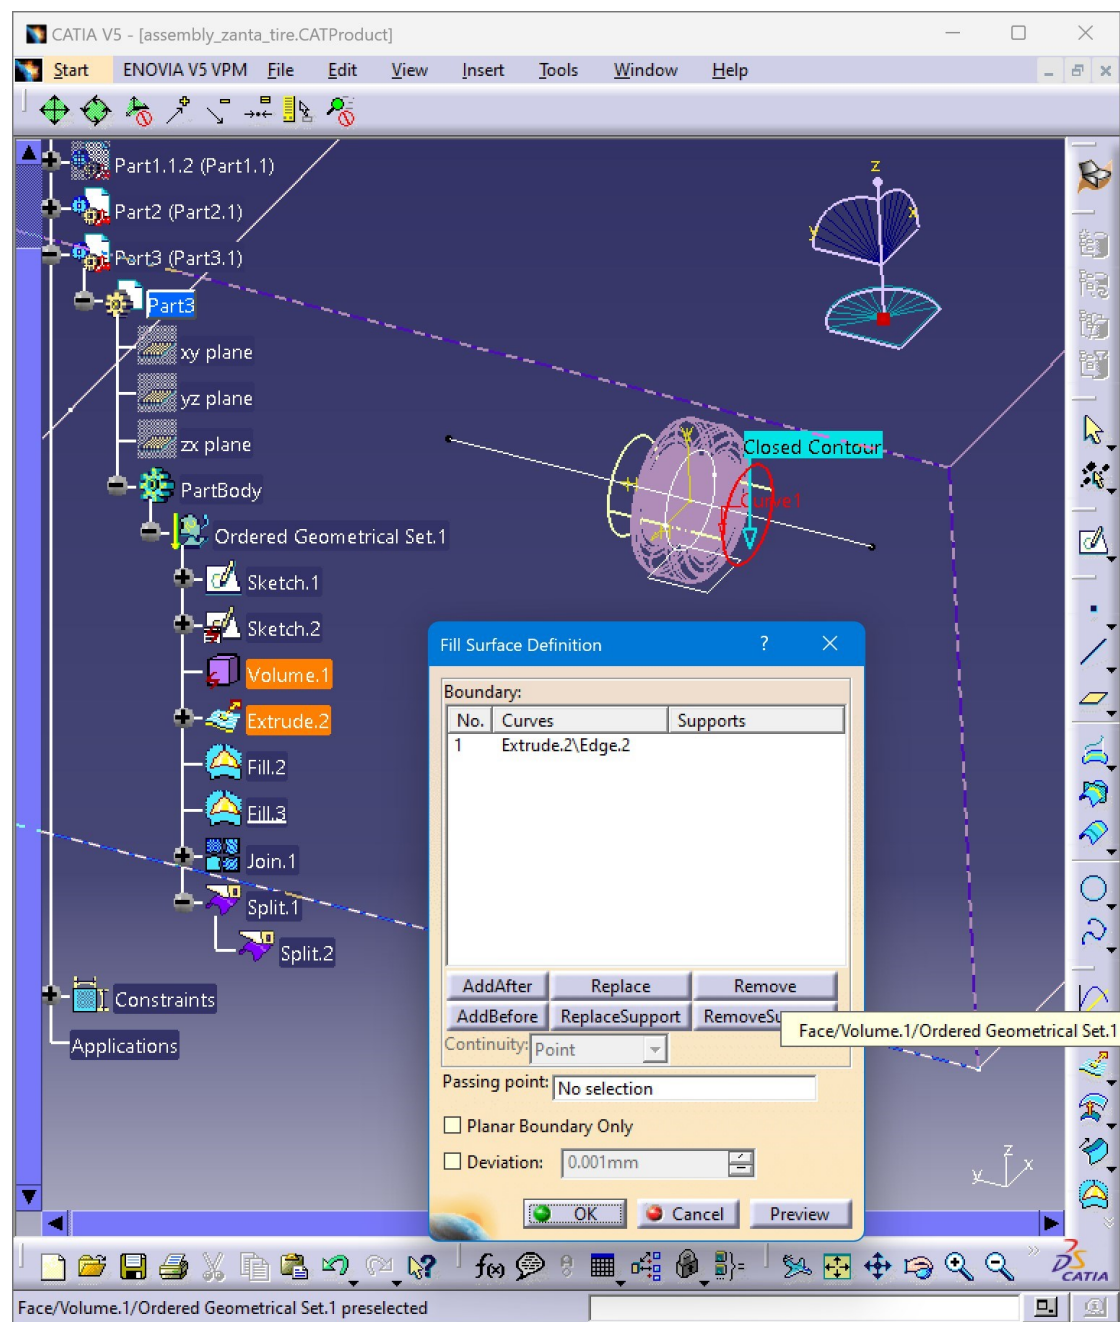 CATIA V5 - [assembly_zanta_tire.CATProduct]
Start ENOVIA V5 VPM File Edit View Insert Tools Window Help
Part1.1.2 (Part1.1)
Part2 (Part2.1)
Part3 (Part3.1)
Part3
xy plane
yz plane
zx plane
PartBody
Ordered Geometrical Set.1
Sketch.1
Sketch.2
Volume.1
Extrude.2
Fill.2
Fill.3
Join.1
Split.1
Split.2
Constraints
Applications
z
x
y
Closed Contour
Curve1
Fill Surface Definition ? 
Boundary:
No. Curves Supports
1 Extrude.2\Edge.2
AddAfter Replace Remove
AddBefore ReplaceSupport
Face/Volume.1/Ordered Geometrical Set.1
Continuity: Point
Passing point: No selection
Planar Boundary Only
Deviation: 0.001mm
OK Cancel Preview
z
y x
f(x)
CATIA
Face/Volume.1/Ordered Geometrical Set.1 preselected